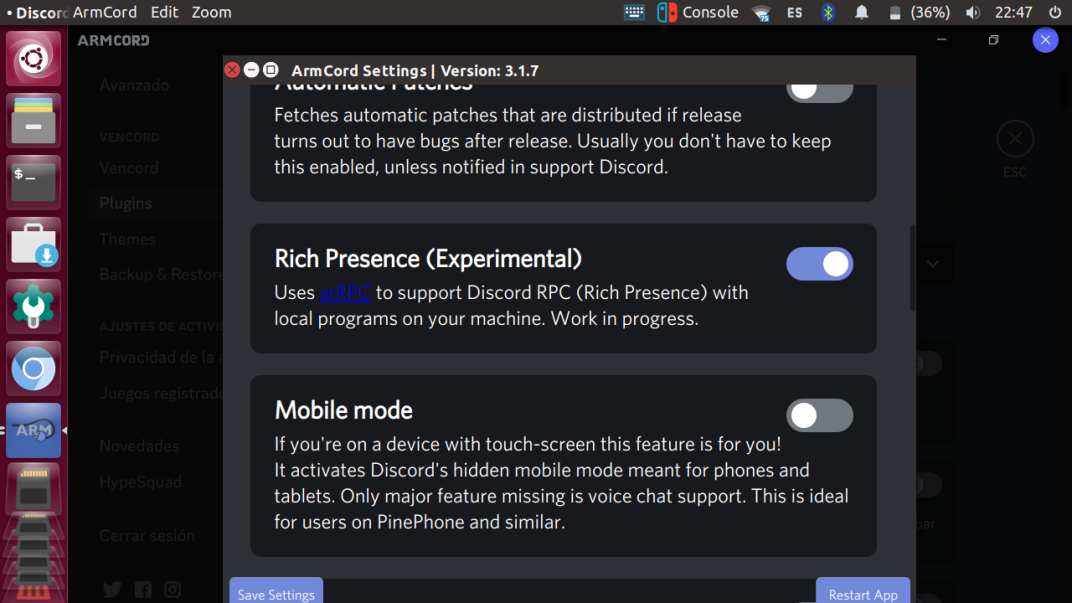 • Discord ArmCord Edit Zoom Console 75 ES (36%) 22:47
ARMCORD
ArmCord Settings | Version: 3.1.7
Avanzado
VENCORD
Vencord
Plugins
Themes
Backup & Restore
Privacidad de la a
Juegos registrado
Novedades
HypeSquad
Cerrar sesión
$_
ARM
Automatic Patches
Fetches automatic patches that are distributed if release
turns out to have bugs after release. Usually you don't have to keep
this enabled, unless notified in support Discord.
Rich Presence (Experimental)
Uses arRPC to support Discord RPC (Rich Presence) with
local programs on your machine. Work in progress.
Mobile mode
If you're on a device with touch-screen this feature is for you!
It activates Discord's hidden mobile mode meant for phones and
tablets. Only major feature missing is voice chat support. This is ideal
for users on PinePhone and similar.
Save Settings
Restart App
ESC
bar